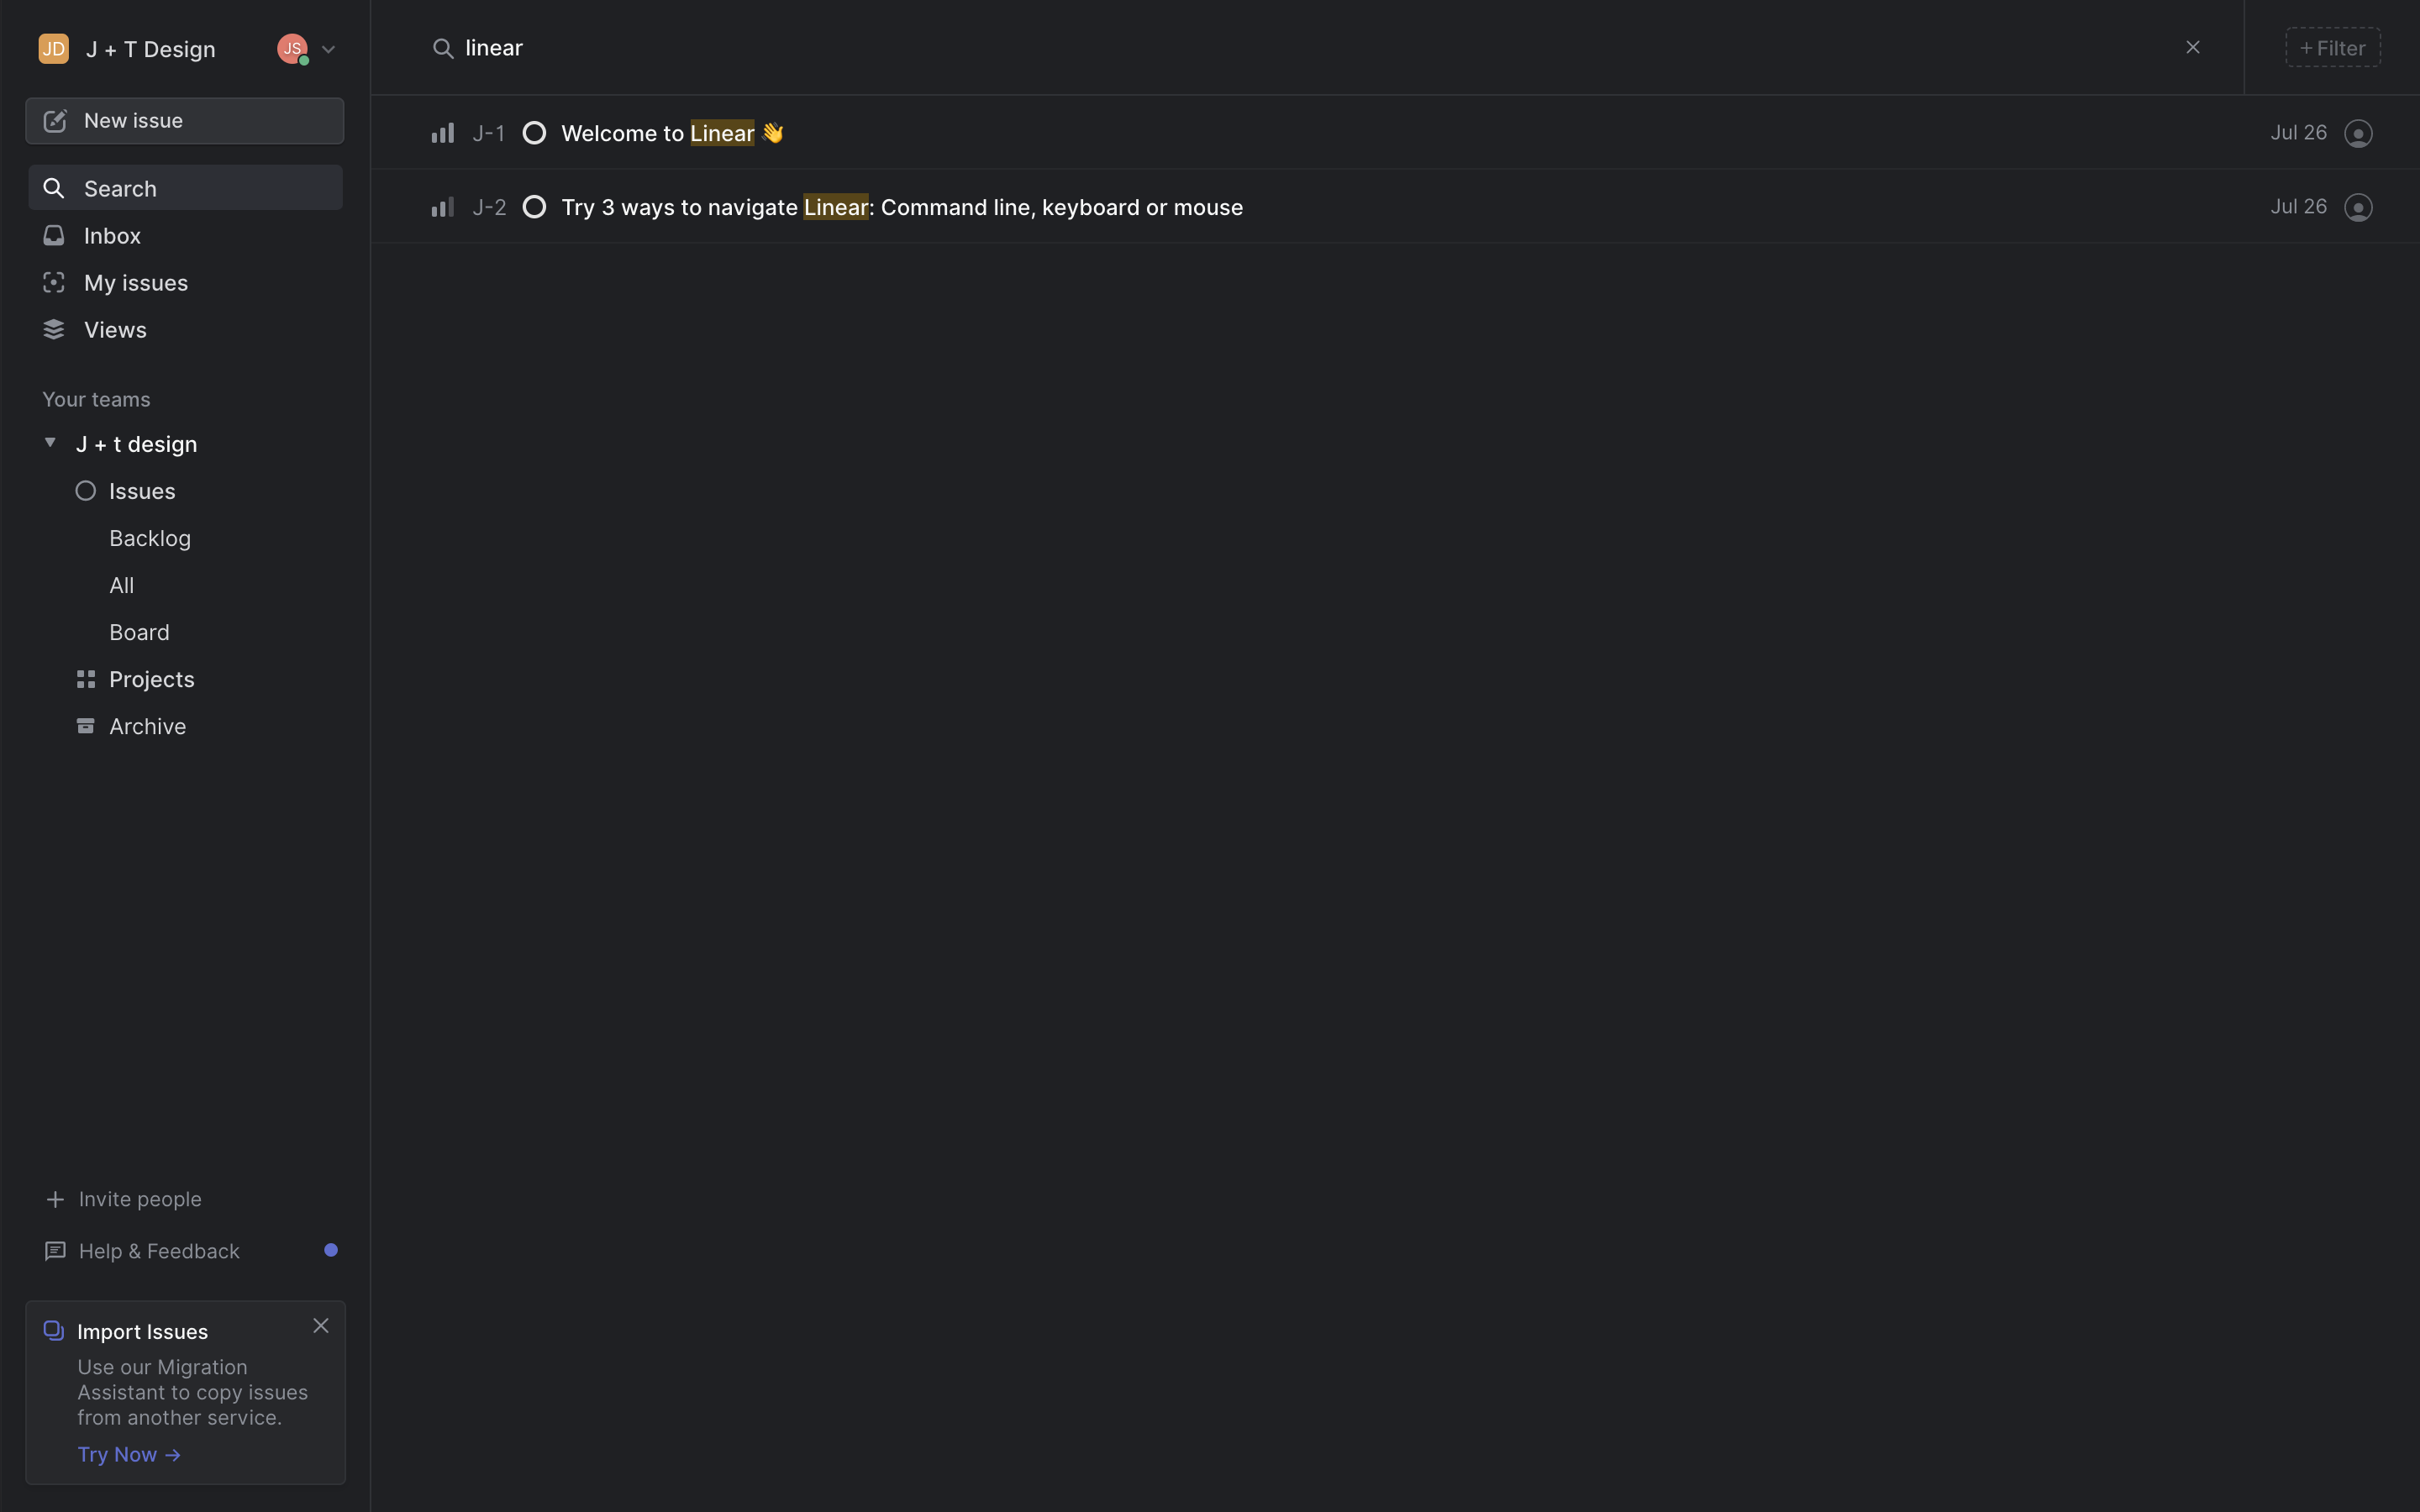 JD J + T Design JS
New issue
Search
Inbox
My issues
Views
Your teams
J + t design
Issues
Backlog
All
Board
Projects
Archive
Invite people
Help & Feedback
Import Issues
Use our Migration
Assistant to copy issues
from another service.
Try Now →
linear
+ Filter
J-1 Welcome to Linear 👋 Jul 26
J-2 Try 3 ways to navigate Linear: Command line, keyboard or mouse Jul 26